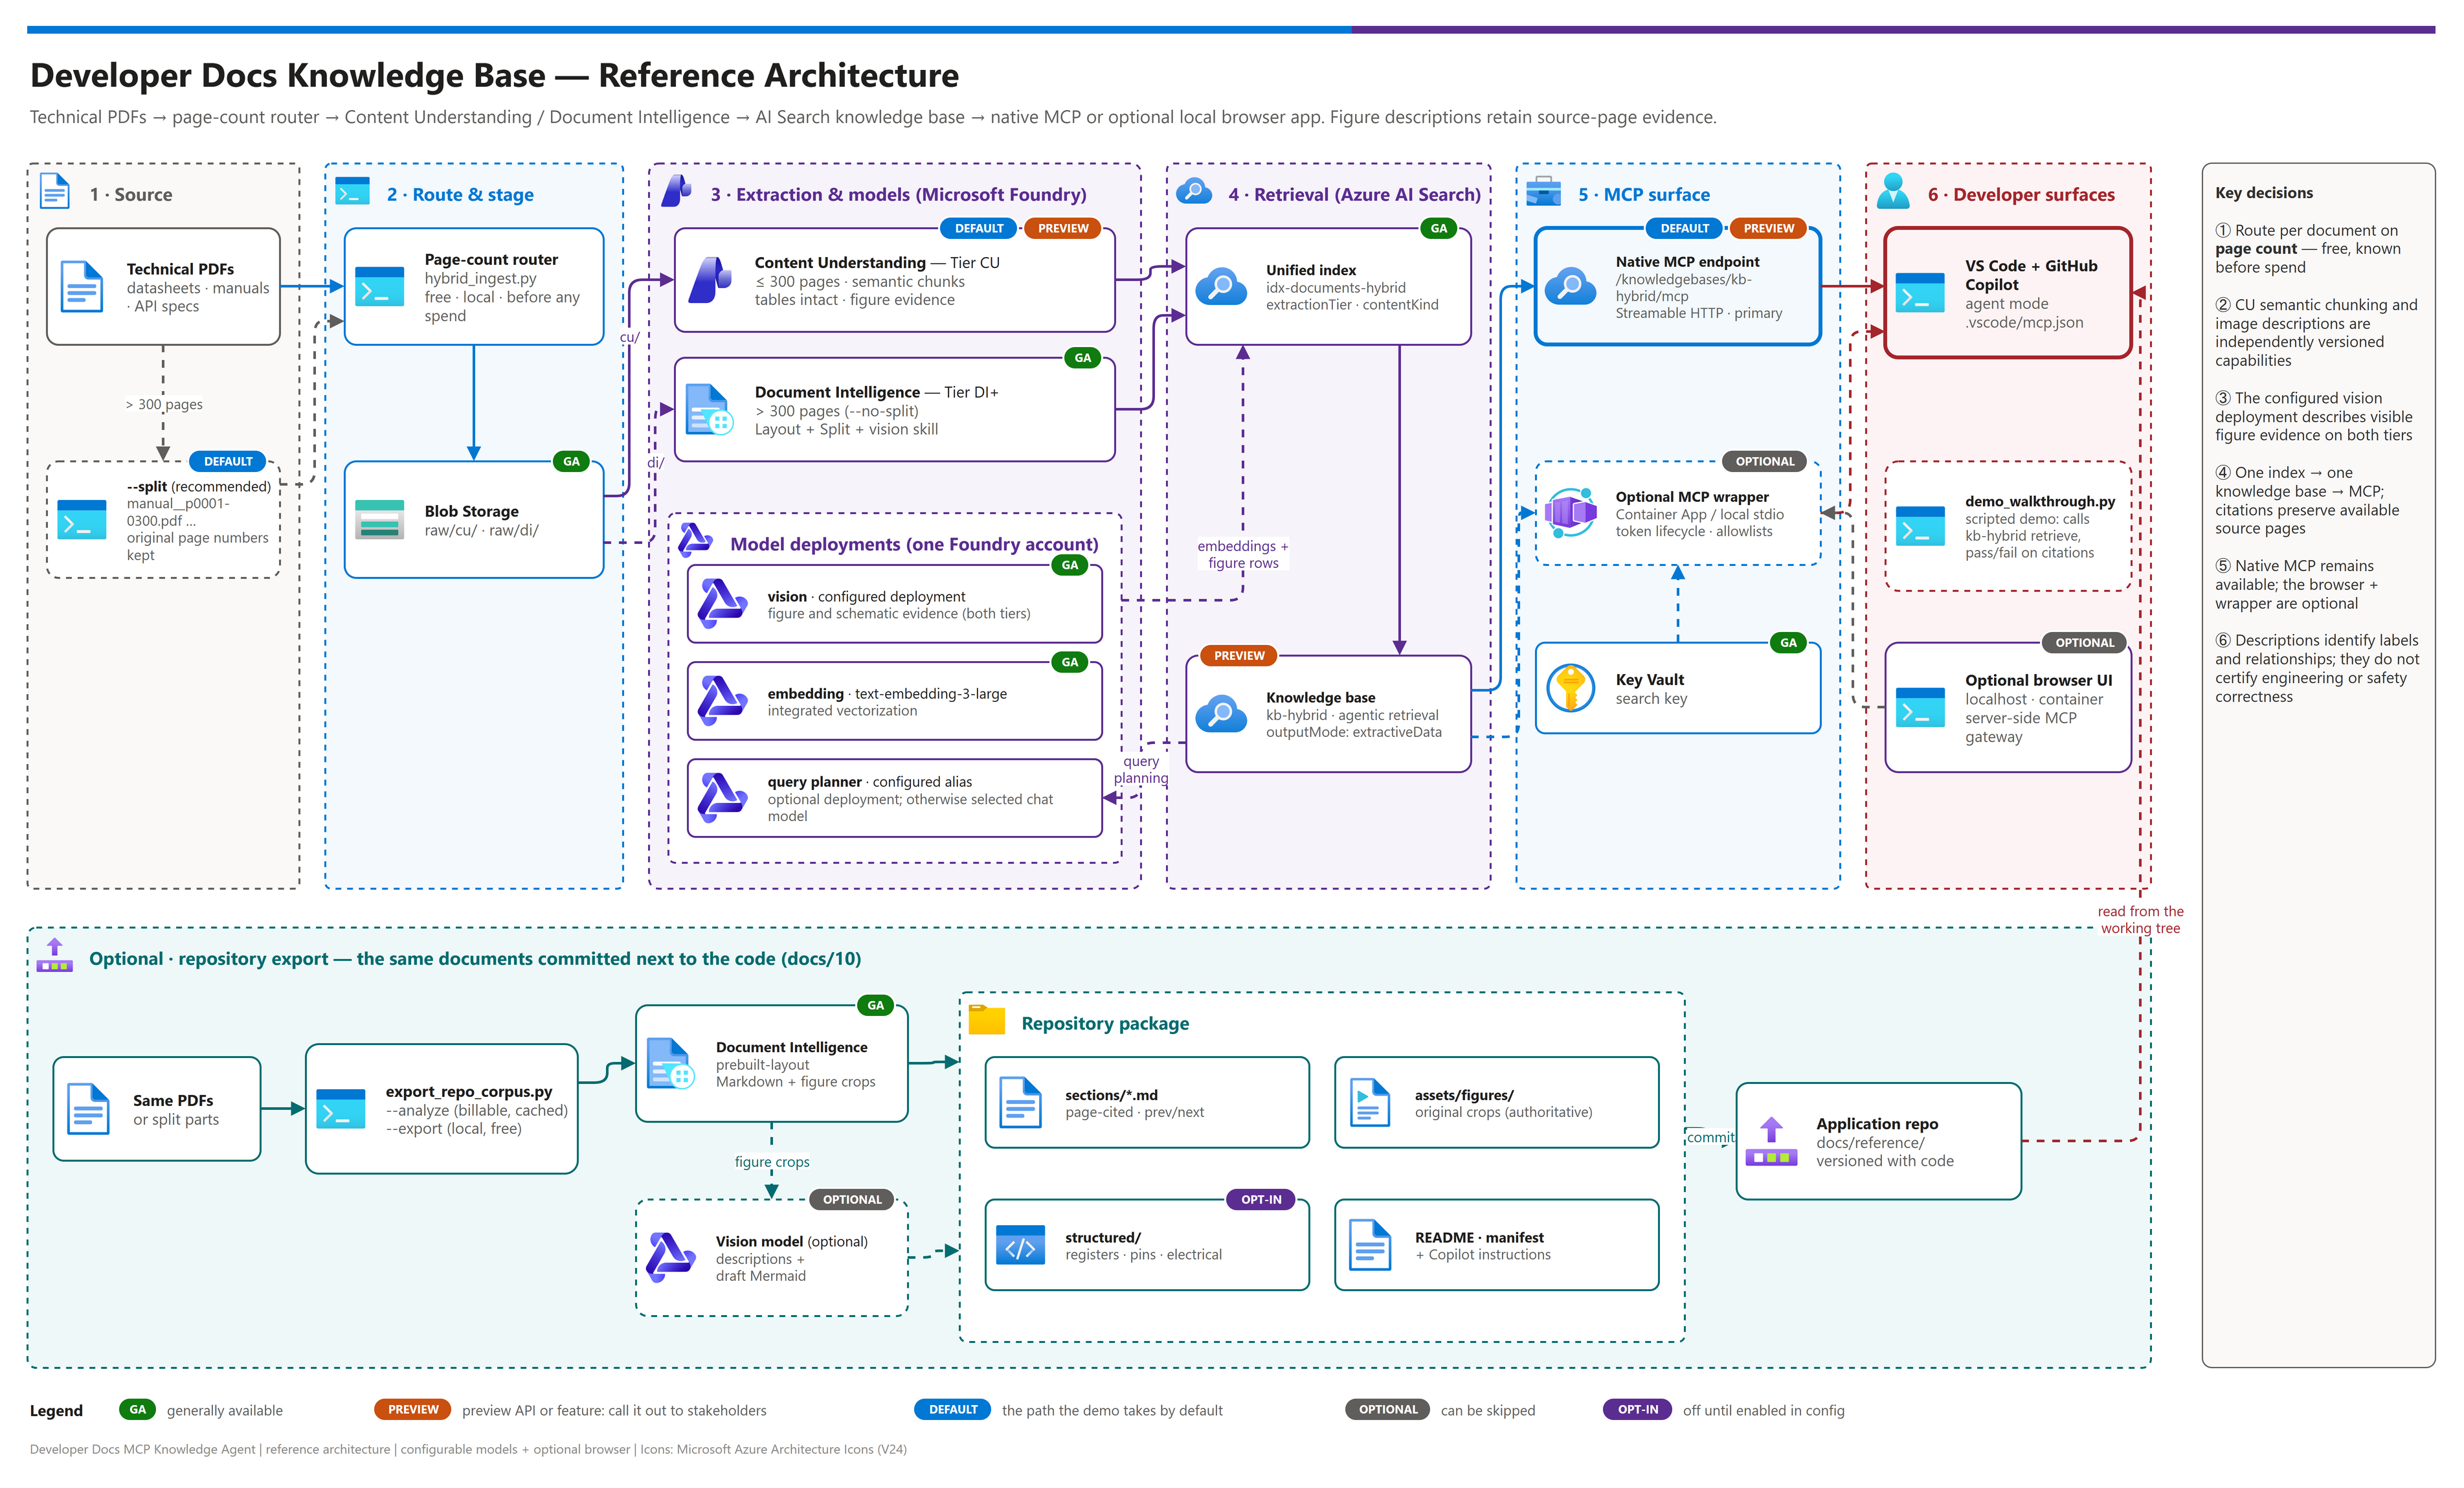 Developer Docs Knowledge Base — Reference Architecture
Technical PDFs → page-count router → Content Understanding / Document Intelligence → AI Search knowledge base → native MCP or optional local browser app. Figure descriptions retain source-page evidence.
1 · Source
Technical PDFs
datasheets · manuals
· API specs
> 300 pages
DEFAULT
--split (recommended)
manual__p0001-
0300.pdf ...
original page numbers
kept
2 · Route & stage
Page-count router
hybrid_ingest.py
free · local · before any
spend
GA
Blob Storage
raw/cu/ · raw/di/
cu/
di/
3 · Extraction & models (Microsoft Foundry)
DEFAULT
PREVIEW
Content Understanding — Tier CU
≤ 300 pages · semantic chunks
tables intact · figure evidence
GA
Document Intelligence — Tier DI+
> 300 pages (--no-split)
Layout + Split + vision skill
Model deployments (one Foundry account)
GA
vision · configured deployment
figure and schematic evidence (both tiers)
GA
embedding · text-embedding-3-large
integrated vectorization
query planner · configured alias
optional deployment; otherwise selected chat
model
4 · Retrieval (Azure AI Search)
GA
Unified index
idx-documents-hybrid
extractionTier · contentKind
embeddings +
figure rows
PREVIEW
Knowledge base
kb-hybrid · agentic retrieval
outputMode: extractiveData
query
planning
5 · MCP surface
DEFAULT
PREVIEW
Native MCP endpoint
/knowledgebases/kb-
hybrid/mcp
Streamable HTTP · primary
OPTIONAL
Optional MCP wrapper
Container App / local stdio
token lifecycle · allowlists
GA
Key Vault
search key
6 · Developer surfaces
VS Code + GitHub
Copilot
agent mode
.vscode/mcp.json
demo_walkthrough.py
scripted demo: calls
kb-hybrid retrieve,
pass/fail on citations
OPTIONAL
Optional browser UI
localhost · container
server-side MCP
gateway
read from the
working tree
Key decisions
① Route per document on
page count — free, known
before spend
② CU semantic chunking and
image descriptions are
independently versioned
capabilities
③ The configured vision
deployment describes visible
figure evidence on both tiers
④ One index → one
knowledge base → MCP;
citations preserve available
source pages
⑤ Native MCP remains
available; the browser +
wrapper are optional
⑥ Descriptions identify labels
and relationships; they do not
certify engineering or safety
correctness
Optional · repository export — the same documents committed next to the code (docs/10)
Same PDFs
or split parts
export_repo_corpus.py
--analyze (billable, cached)
--export (local, free)
GA
Document Intelligence
prebuilt-layout
Markdown + figure crops
figure crops
OPTIONAL
Vision model (optional)
descriptions +
draft Mermaid
Repository package
sections/*.md
page-cited · prev/next
assets/figures/
original crops (authoritative)
OPT-IN
structured/
registers · pins · electrical
README · manifest
+ Copilot instructions
commit
Application repo
docs/reference/
versioned with code
Legend
GA generally available
PREVIEW preview API or feature: call it out to stakeholders
DEFAULT the path the demo takes by default
OPTIONAL can be skipped
OPT-IN off until enabled in config
Developer Docs MCP Knowledge Agent | reference architecture | configurable models + optional browser | Icons: Microsoft Azure Architecture Icons (V24)